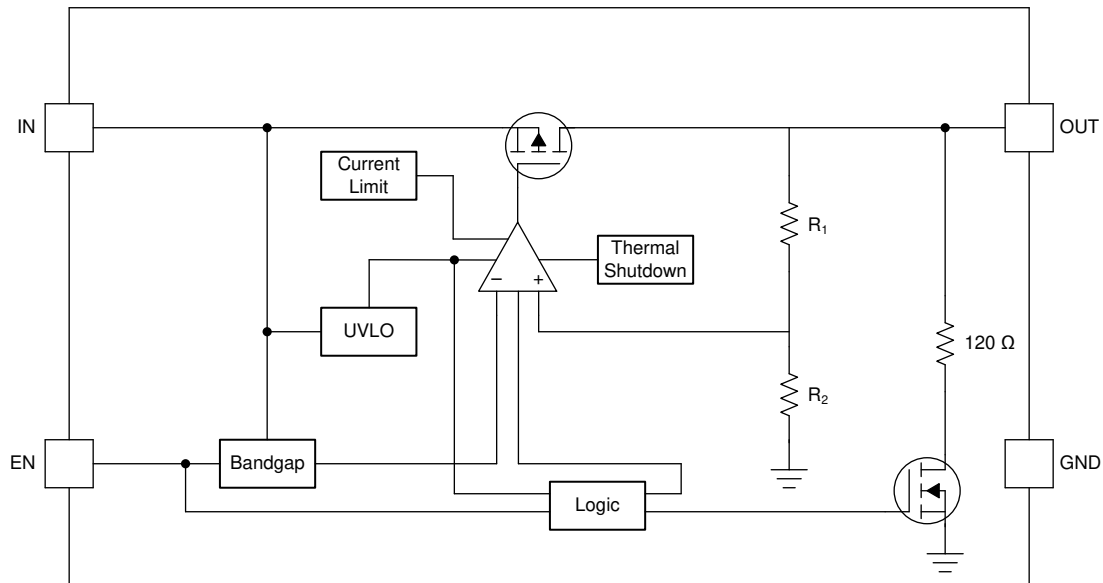 IN
OUT
Current
Limit
R1
Thermal
Shutdown
−
+
UVLO
120 Ω
R2
EN
Bandgap
GND
Logic